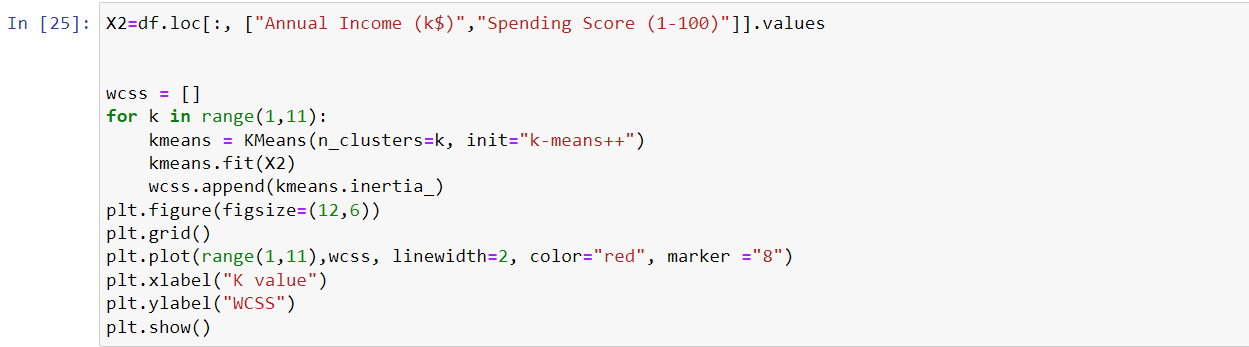 In [25]: X2=df.loc[:, ["Annual Income (k$)","Spending Score (1-100)"]].values
wcss = []
for k in range(1,11):
    kmeans = KMeans(n_clusters=k, init="k-means++")
    kmeans.fit(X2)
    wcss.append(kmeans.inertia_)
plt.figure(figsize=(12,6))
plt.grid()
plt.plot(range(1,11),wcss, linewidth=2, color="red", marker ="8")
plt.xlabel("K value")
plt.ylabel("WCSS")
plt.show()